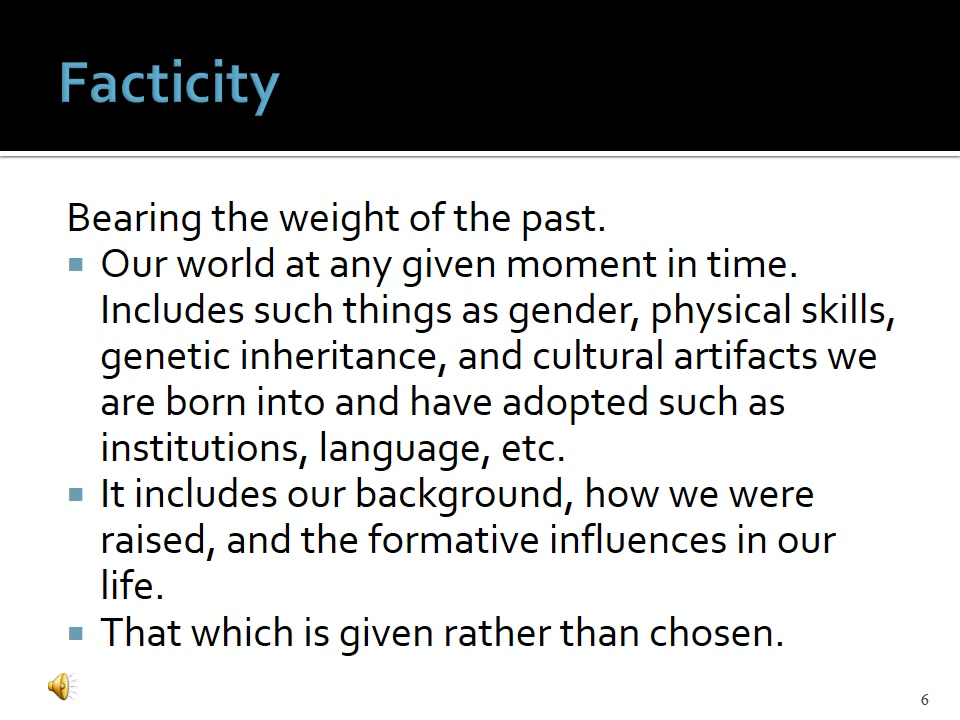 Facticity
Bearing the weight of the past.
Our world at any given moment in time.
Includes such things as gender, physical skills,
genetic inheritance, and cultural artifacts we
are born into and have adopted such as
institutions, language, etc.
It includes our background, how we were
raised, and the formative influences in our
life.
That which is given rather than chosen.
6